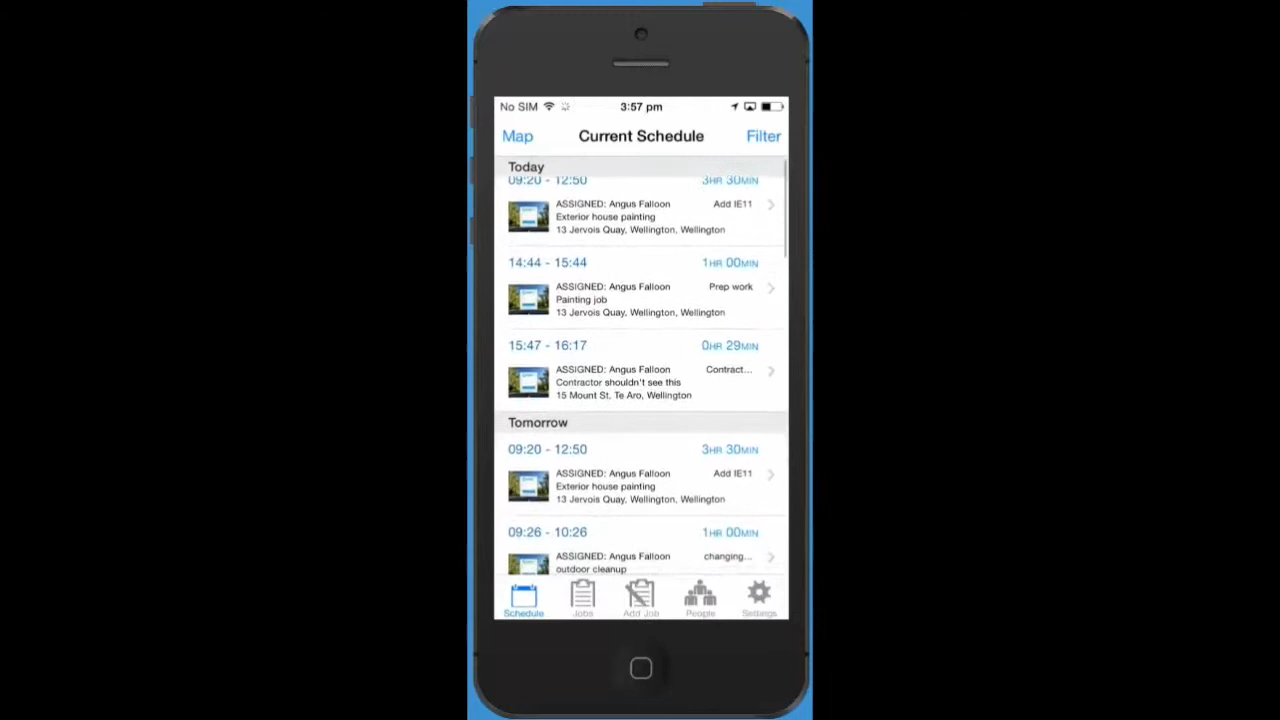 No SIM 3:57 pm
Map Current Schedule Filter
Today
09:20 - 12:50 3HR 30MIN
ASSIGNED: Angus Falloon Add IE11
Exterior house painting
13 Jervois Quay, Wellington, Wellington
14:44 - 15:44 1HR 00MIN
ASSIGNED: Angus Falloon Prep work
Painting job
13 Jervois Quay, Wellington, Wellington
15:47 - 16:17 0HR 29MIN
ASSIGNED: Angus Falloon Contract...
Contractor shouldn't see this
15 Mount St, Te Aro, Wellington
Tomorrow
09:20 - 12:50 3HR 30MIN
ASSIGNED: Angus Falloon Add IE11
Exterior house painting
13 Jervois Quay, Wellington, Wellington
09:26 - 10:26 1HR 00MIN
ASSIGNED: Angus Falloon changing...
outdoor cleanup
Schedule Jobs Add Job People Settings